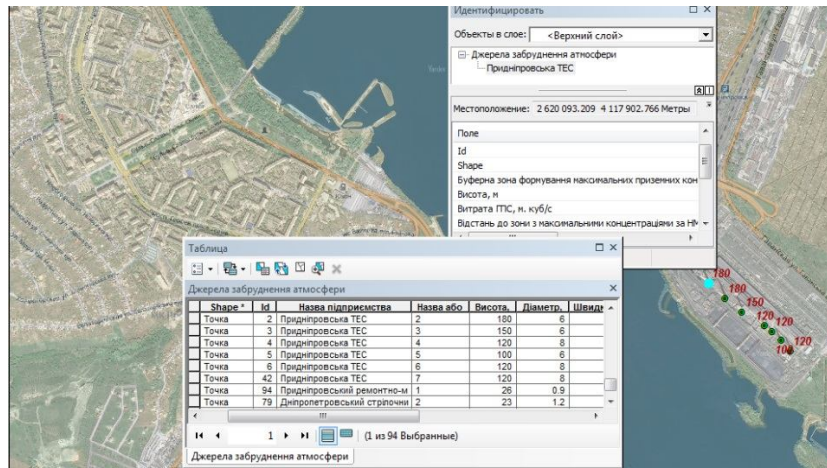 Идентифицировать
Объекты в слое: <Верхний слой>
Джерела забруднення атмосфери
Придніпровська ТЕС
Местоположение: 2 620 093.209 4 117 902.766 Метры
Поле
Id
Shape
Буферна зона формування максимальних приземних кон
Висота, м
Витрата ГПС, м. куб/с
Відстань до зони з максимальними концентраціями за НМ
Таблица
Джерела забруднення атмосфери
Shape * Id Назва підприємства Назва або Висота, Діаметр, Швидк
Точка 2 Придніпровська ТЕС 2 180 6
Точка 3 Придніпровська ТЕС 3 150 6
Точка 4 Придніпровська ТЕС 4 120 8
Точка 5 Придніпровська ТЕС 5 100 6
Точка 6 Придніпровська ТЕС 6 120 8
Точка 42 Придніпровська ТЕС 7 120 8
Точка 94 Придніпровський ремонтно-м 1 26 0.9
Точка 79 Дніпропетровський стрілочни 2 23 1.2
1 (1 из 94 Выбранные)
Джерела забруднення атмосфери
180
180
150
120
120
120